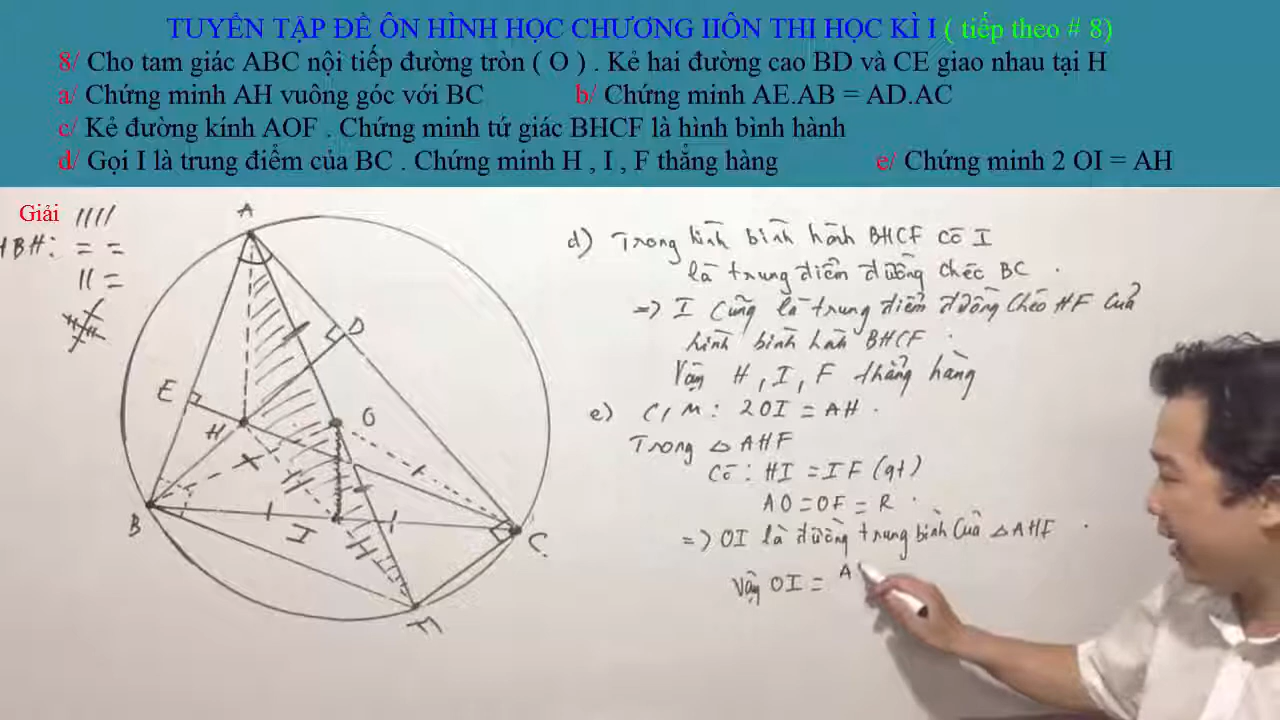 TUYỂN TẬP ĐỀ ÔN HÌNH HỌC CHƯƠNG IIÔN THI HỌC KÌ I ( tiếp theo # 8)
8/ Cho tam giác ABC nội tiếp đường tròn ( O ) . Kẻ hai đường cao BD và CE giao nhau tại H
a/ Chứng minh AH vuông góc với BC b/ Chứng minh AE.AB = AD.AC
c/ Kẻ đường kính AOF . Chứng minh tứ giác BHCF là hình bình hành
d/ Gọi I là trung điểm của BC . Chứng minh H , I , F thẳng hàng e/ Chứng minh 2 OI = AH
Giải ////
HBH: = =
// =
A
D
E
H
O
B
I
C
F
d) Trong hình bình hành BHCF có I
là trung điểm đường chéo BC .
=> I cũng là trung điểm đường chéo HF của
hình bình hành BHCF .
Vậy H , I , F thẳng hàng
e) C/M : 2OI = AH .
Trong △ AHF
Có : HI = IF (gt)
AO = OF = R .
=> OI là đường trung bình của △AHF .
Vậy OI = A